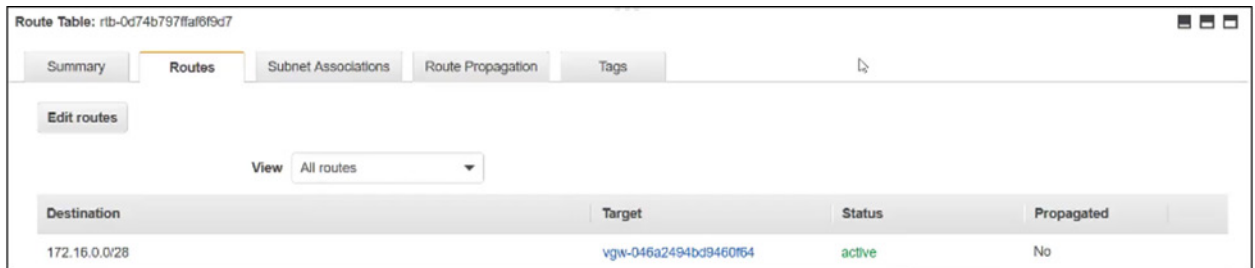 Route Table: rtb-0d74b797ffaf6f9d7
Summary Routes Subnet Associations Route Propagation Tags
Edit routes
View All routes
Destination Target Status Propagated
172.16.0.0/28 vgw-046a2494bd9460f64 active No